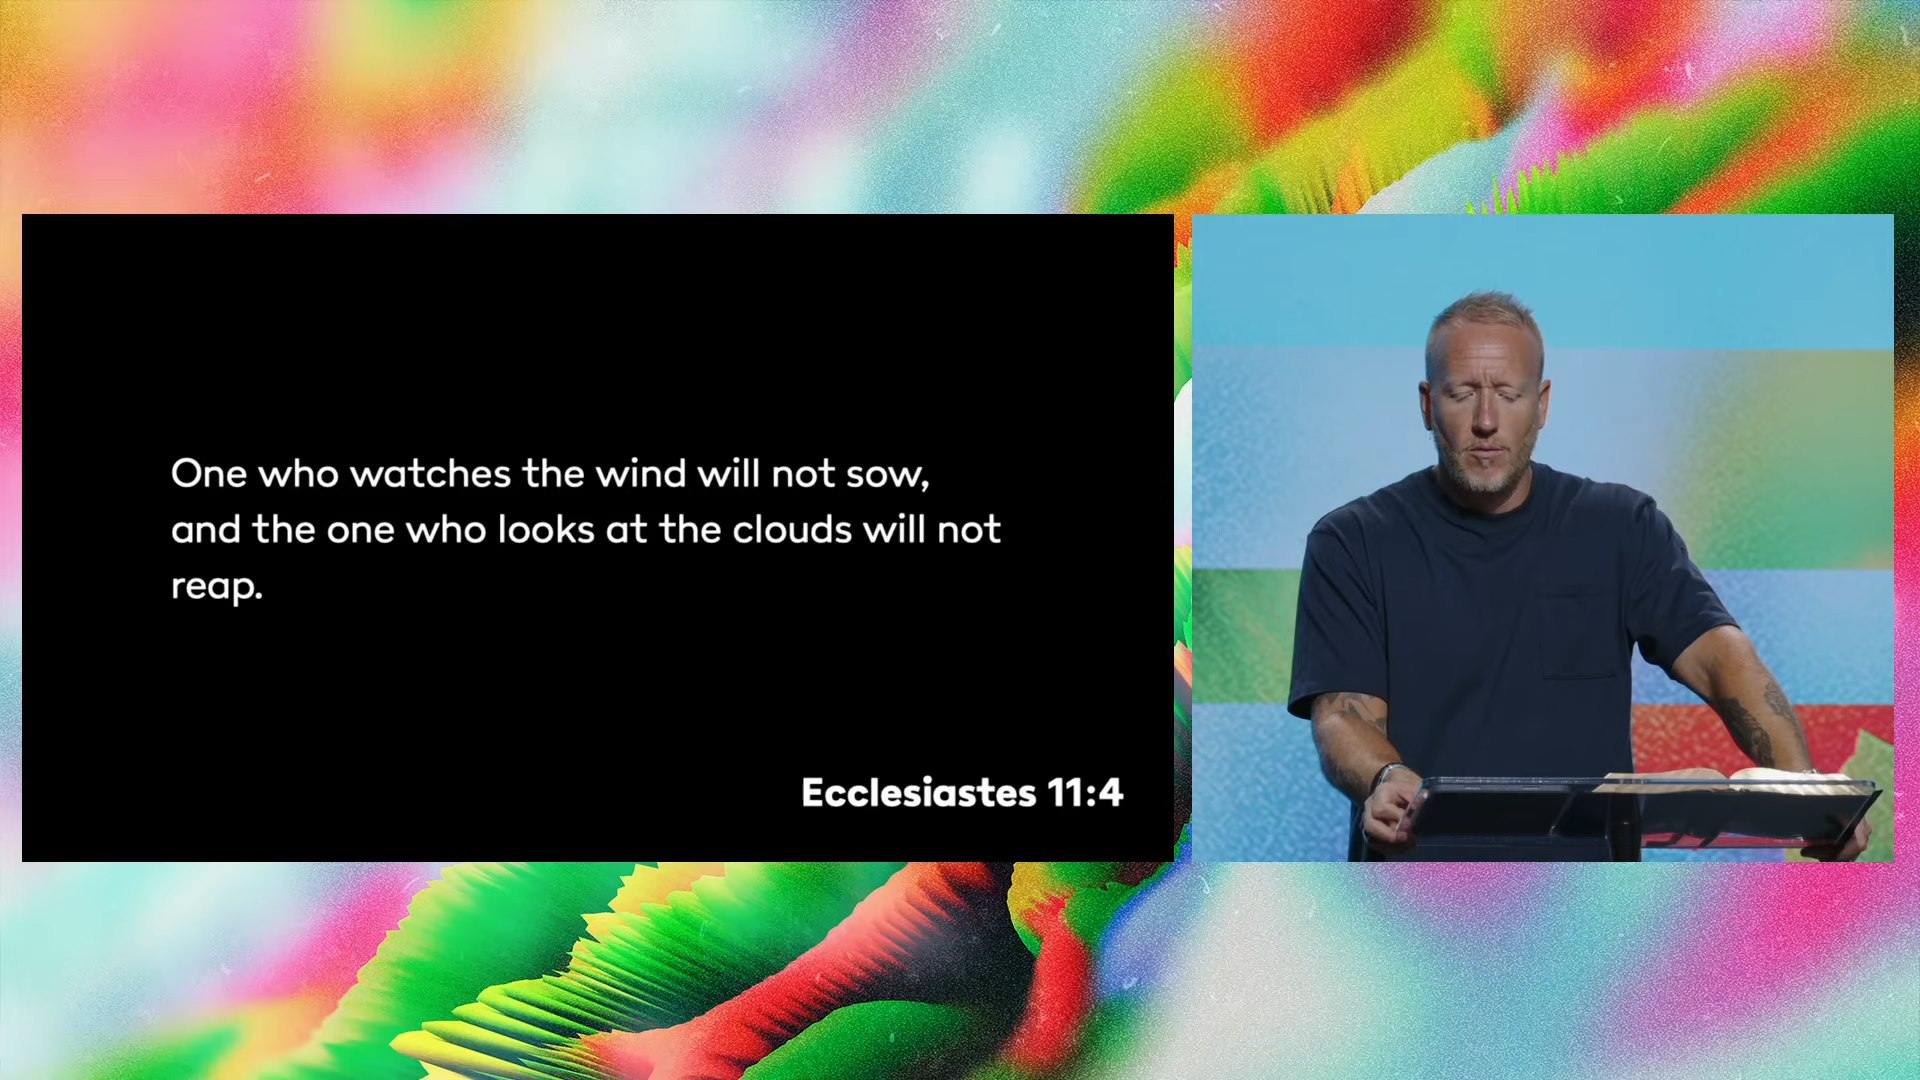 One who watches the wind will not sow,
and the one who looks at the clouds will not
reap.
Ecclesiastes 11:4